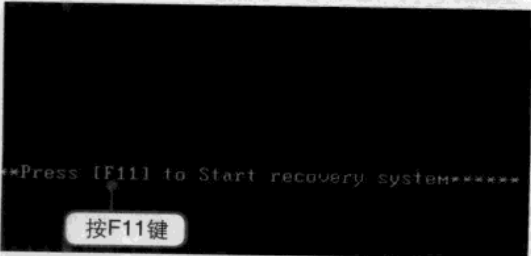 **Press [F11] to Start recovery system******
按F11键